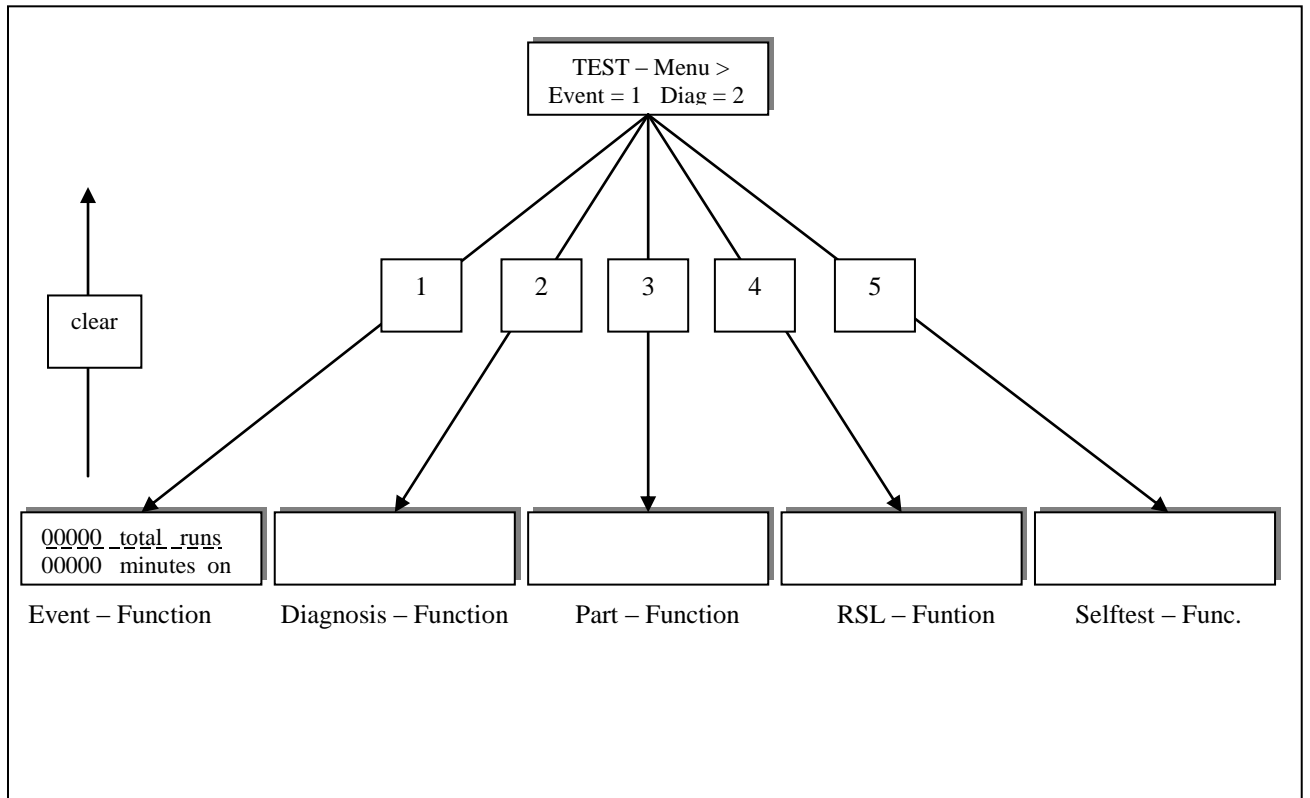 TEST – Menu >
Event = 1 Diag = 2
1 2 3 4 5
clear
00000 total runs
00000 minutes on
Event – Function Diagnosis – Function Part – Function RSL – Funtion Selftest – Func.